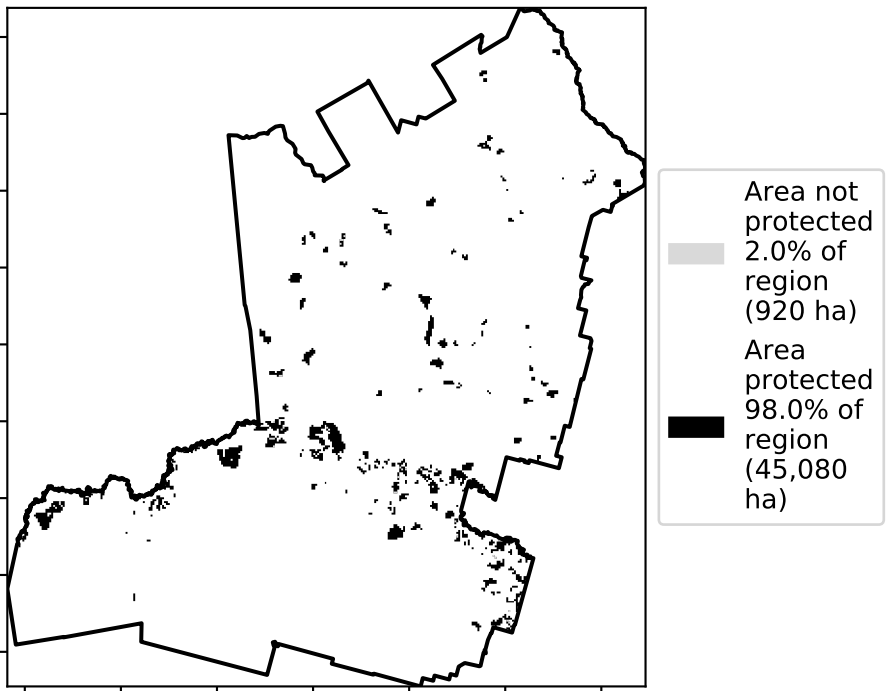 Area not
protected
2.0% of
region
(920 ha)
Area
protected
98.0% of
region
(45,080
ha)